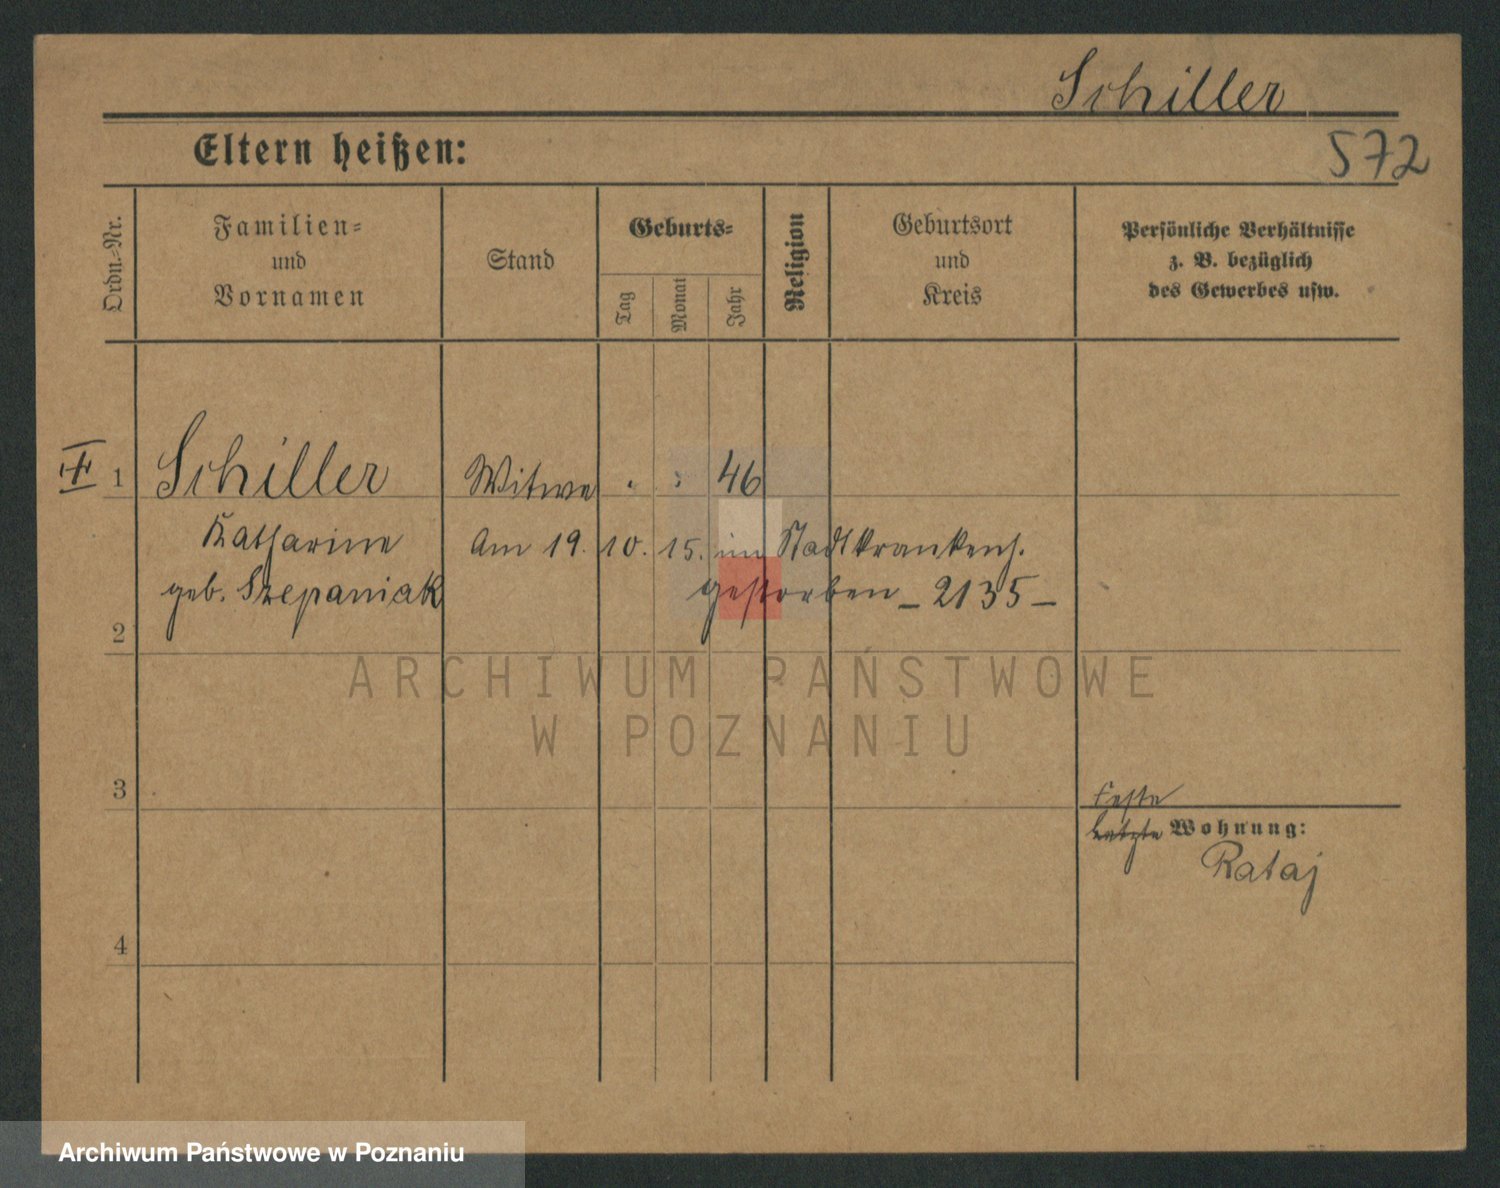 Schiller
Eltern heißen:
572
Ordn.-Nr.
Familien-
und
Vornamen
Stand
Geburts-
Tag
Monat
Jahr
Religion
Geburtsort
und
Kreis
Persönliche Verhältnisse
z. B. bezüglich
des Gewerbes usw.
1 Schiller Witwe . : 46
Katharine Am 19. 10. 15. im Stadtkrankenh.
geb. Szepaniak gestorben – 2135 –
2
ARCHIWUM PAŃSTWOWE
W POZNANIU
3
letzte Wohnung:
Rataj
4
Archiwum Państwowe w Poznaniu